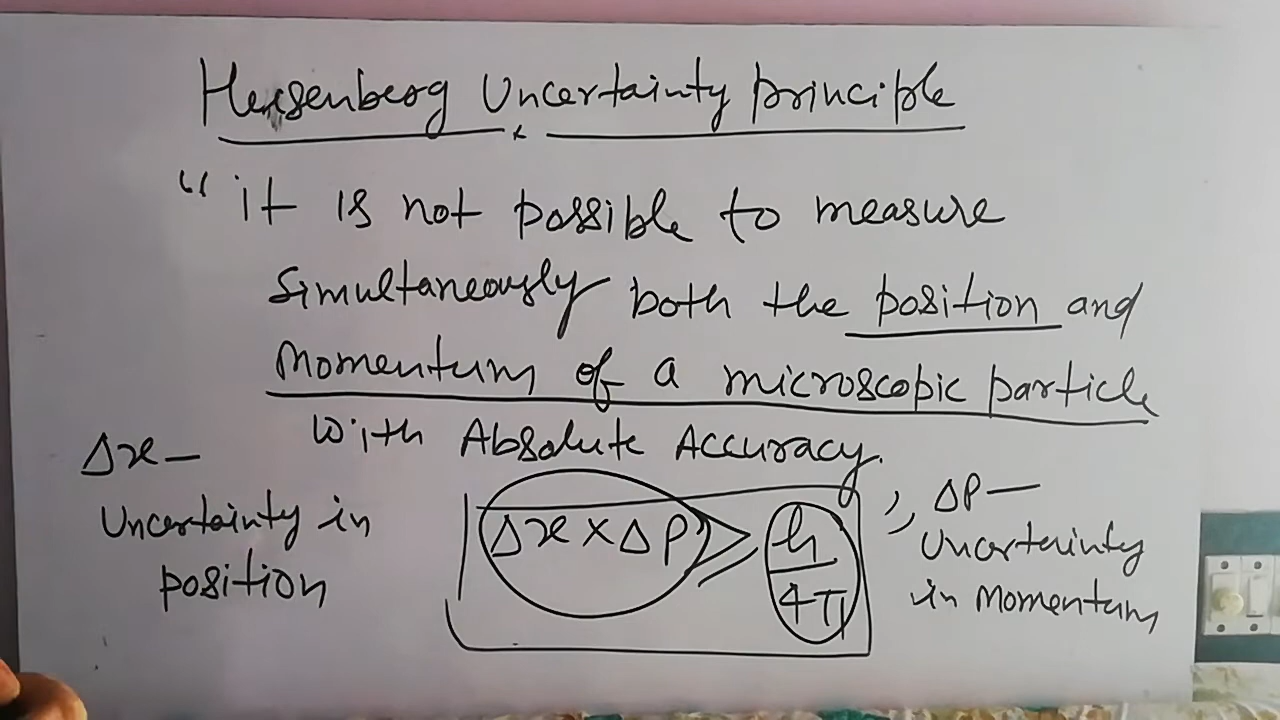 Heisenberg Uncertainty principle
"it is not possible to measure
simultaneously both the position and
Momentum of a microscopic particle
with Absolute Accuracy.
Δx –
Uncertainty in
position
Δx × Δp ≥ h/4π
,,
Δp –
Uncertainty
in Momentum